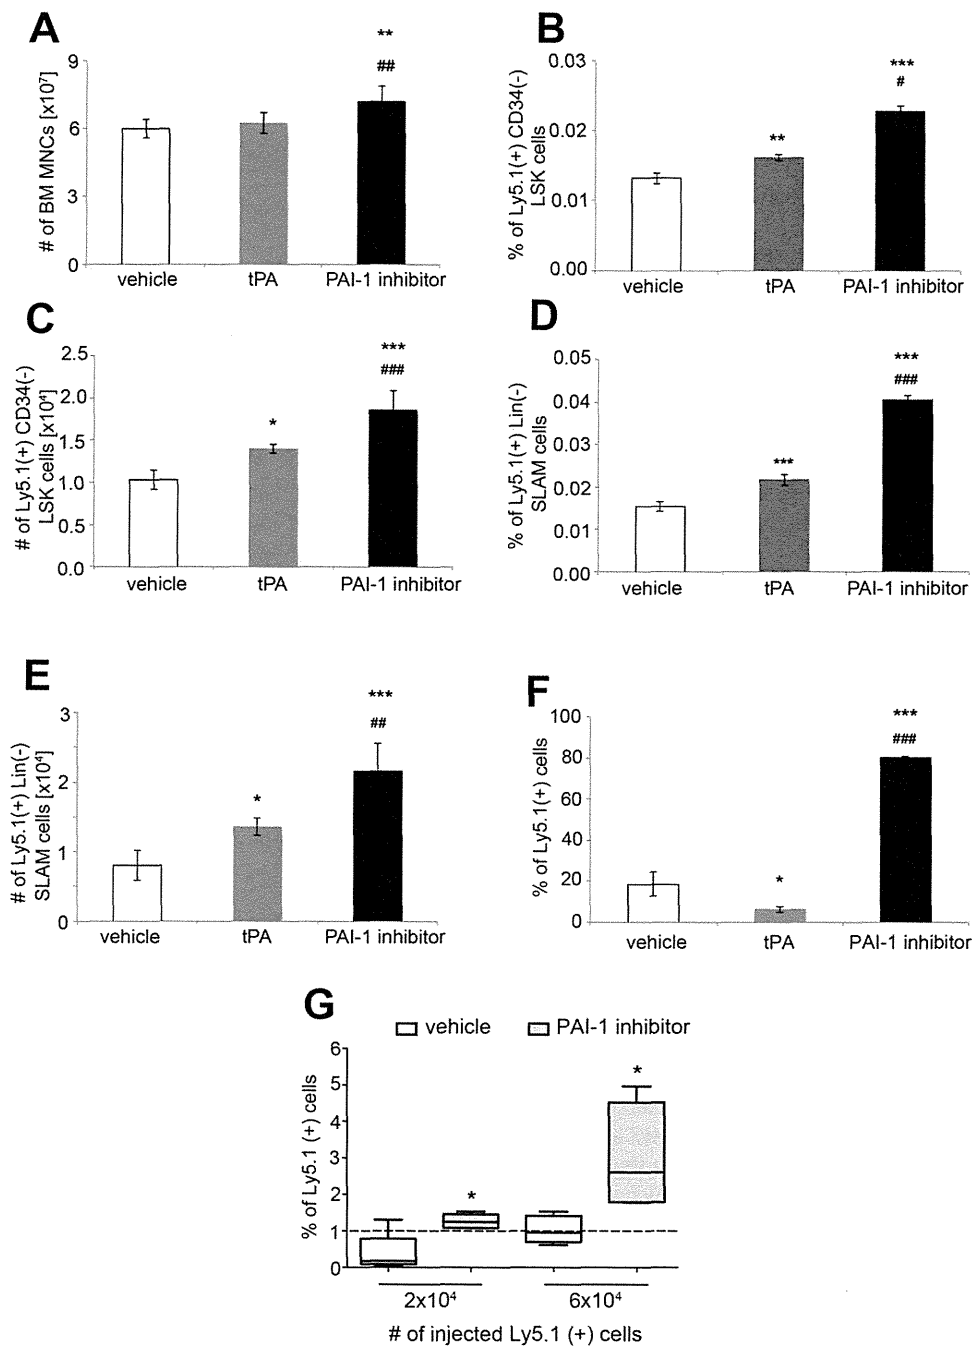 A
# of BM MNCs [x10⁷]
9
6
3
0
**
##
vehicle
tPA
PAI-1 inhibitor
B
% of Ly5.1(+) CD34(-)
LSK cells
0.03
0.02
0.01
0.00
**
***
#
vehicle
tPA
PAI-1 inhibitor
C
# of Ly5.1(+) CD34(-)
LSK cells [x10⁴]
2.5
2.0
1.5
1.0
0.5
0.0
*
***
###
vehicle
tPA
PAI-1 inhibitor
D
% of Ly5.1(+) Lin(-)
SLAM cells
0.05
0.04
0.03
0.02
0.01
0.00
***
***
###
vehicle
tPA
PAI-1 inhibitor
E
# of Ly5.1(+) Lin(-)
SLAM cells [x10⁴]
3
2
1
0
*
***
##
vehicle
tPA
PAI-1 inhibitor
F
% of Ly5.1(+) cells
100
80
60
40
20
0
*
***
###
vehicle
tPA
PAI-1 inhibitor
G
vehicle
PAI-1 inhibitor
% of Ly5.1 (+) cells
6
5
4
3
2
1
0
*
*
2x10⁴
6x10⁴
# of injected Ly5.1 (+) cells